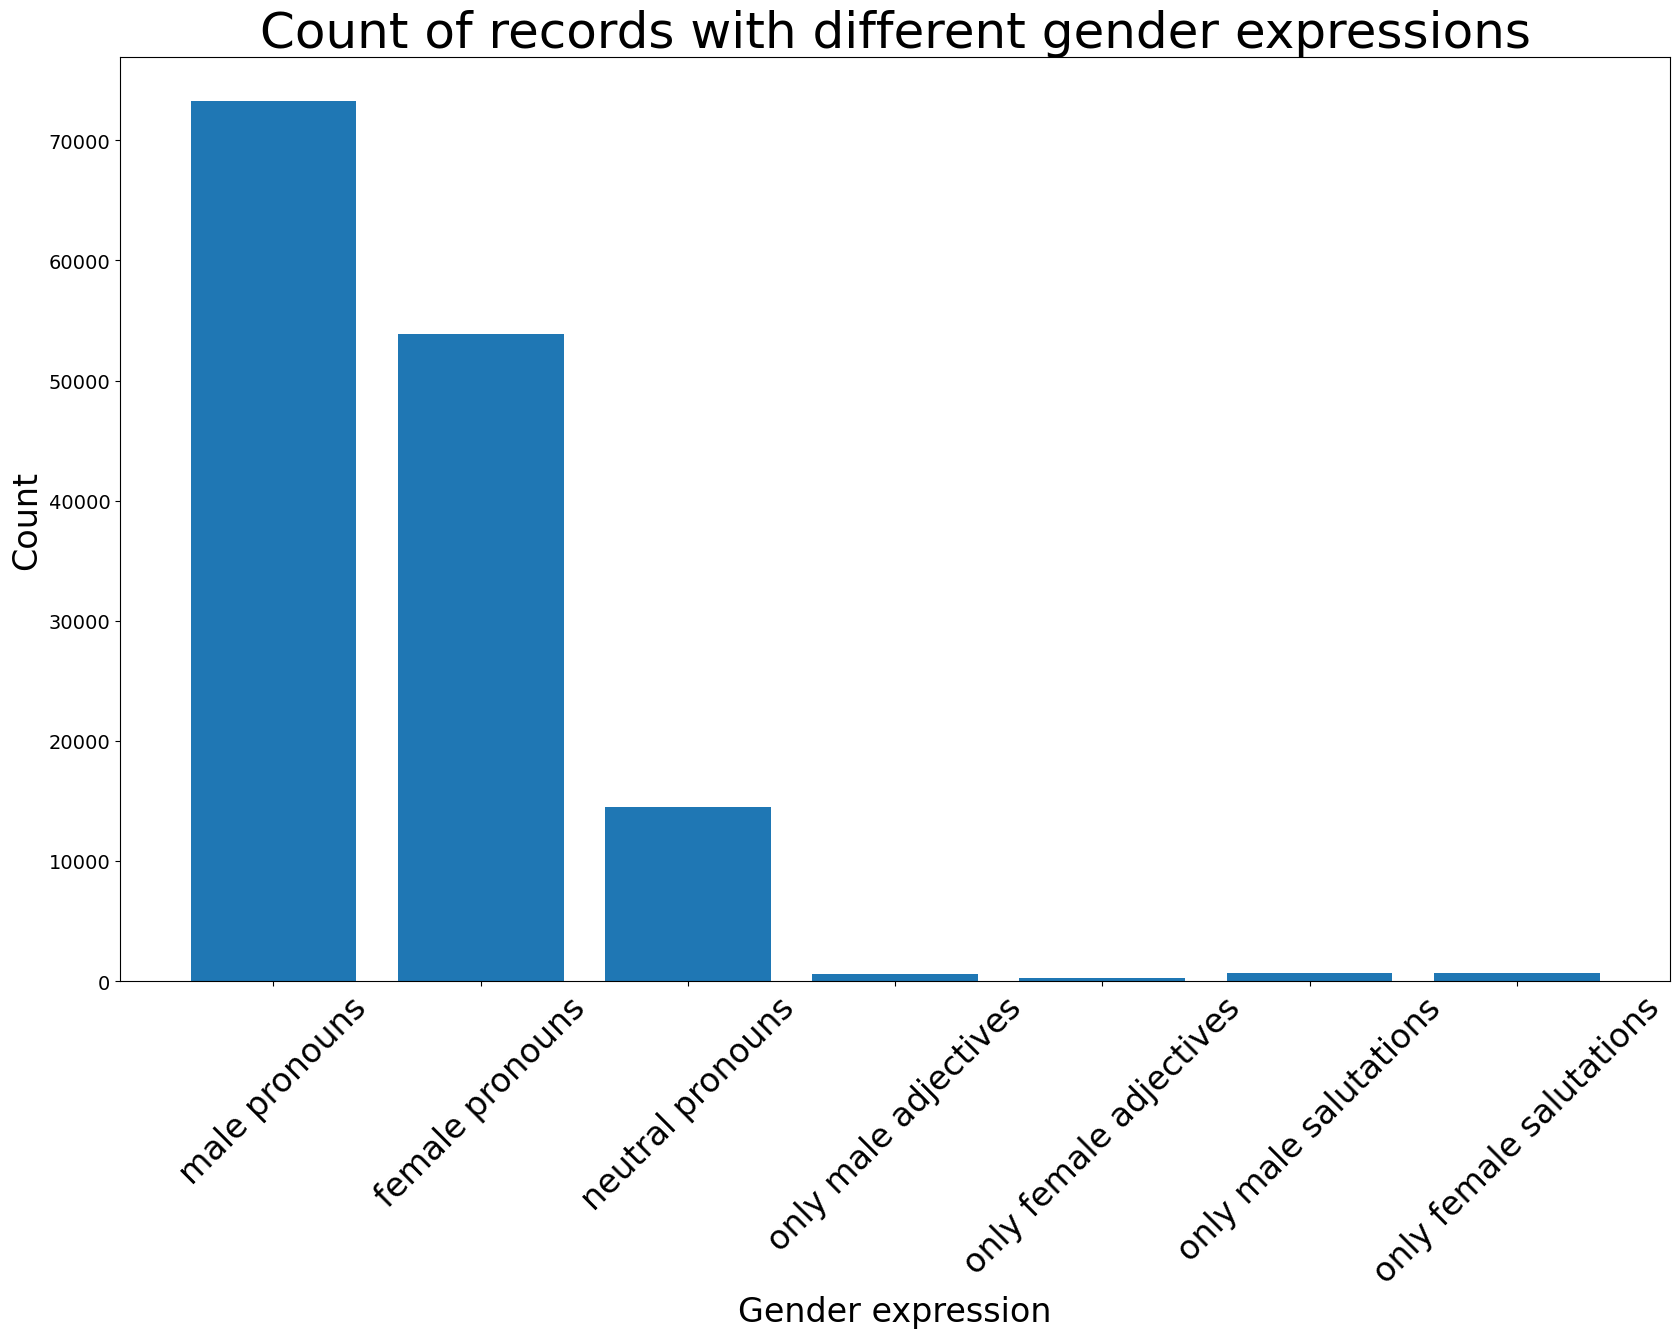 Count of records with different gender expressions
Count
70000
60000
50000
40000
30000
20000
10000
0
male pronouns
female pronouns
neutral pronouns
only male adjectives
only female adjectives
only male salutations
only female salutations
Gender expression